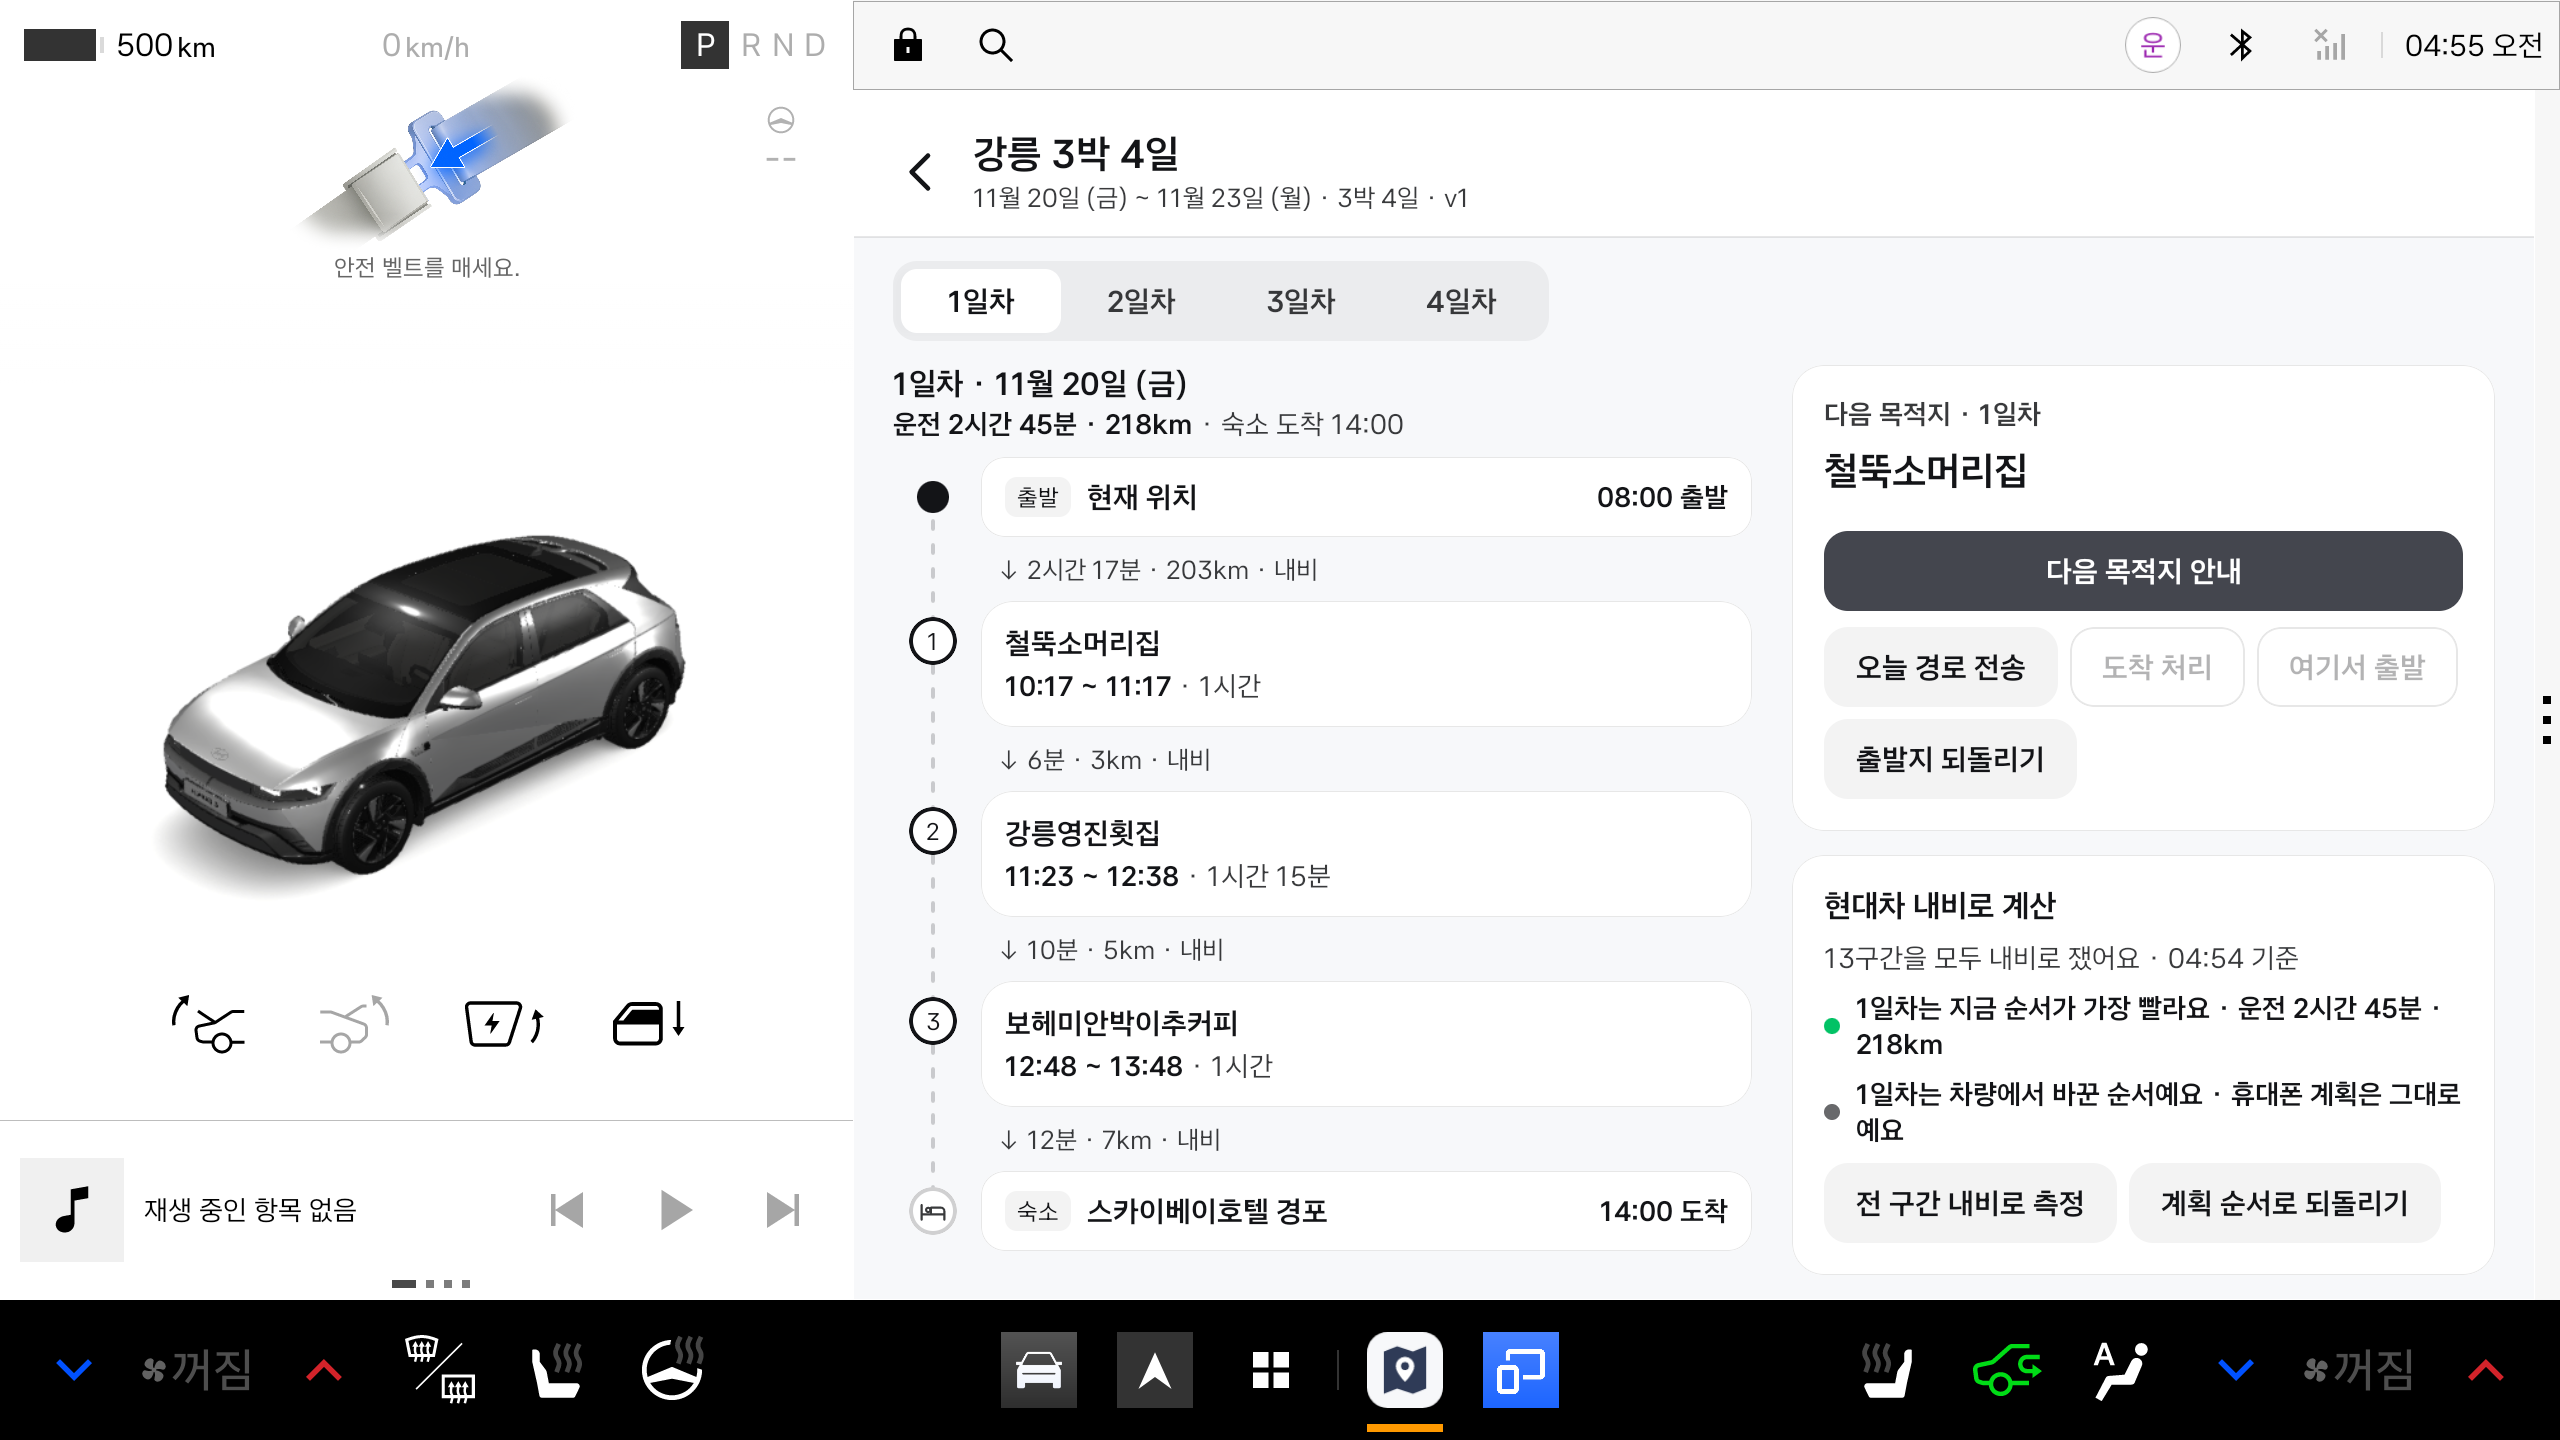 500 km
0 km/h
P R N D
운
04:55 오전
안전 벨트를 매세요.
강릉 3박 4일
11월 20일 (금) ~ 11월 23일 (월) · 3박 4일 · v1
1일차
2일차
3일차
4일차
1일차 · 11월 20일 (금)
운전 2시간 45분 · 218km · 숙소 도착 14:00
출발 현재 위치 08:00 출발
↓ 2시간 17분 · 203km · 내비
1 철뚝소머리집
10:17 ~ 11:17 · 1시간
↓ 6분 · 3km · 내비
2 강릉영진횟집
11:23 ~ 12:38 · 1시간 15분
↓ 10분 · 5km · 내비
3 보헤미안박이추커피
12:48 ~ 13:48 · 1시간
↓ 12분 · 7km · 내비
숙소 스카이베이호텔 경포 14:00 도착
다음 목적지 · 1일차
철뚝소머리집
다음 목적지 안내
오늘 경로 전송
도착 처리
여기서 출발
출발지 되돌리기
현대차 내비로 계산
13구간을 모두 내비로 쟀어요 · 04:54 기준
1일차는 지금 순서가 가장 빨라요 · 운전 2시간 45분 ·
218km
1일차는 차량에서 바꾼 순서예요 · 휴대폰 계획은 그대로
예요
전 구간 내비로 측정
계획 순서로 되돌리기
재생 중인 항목 없음
꺼짐
A
꺼짐